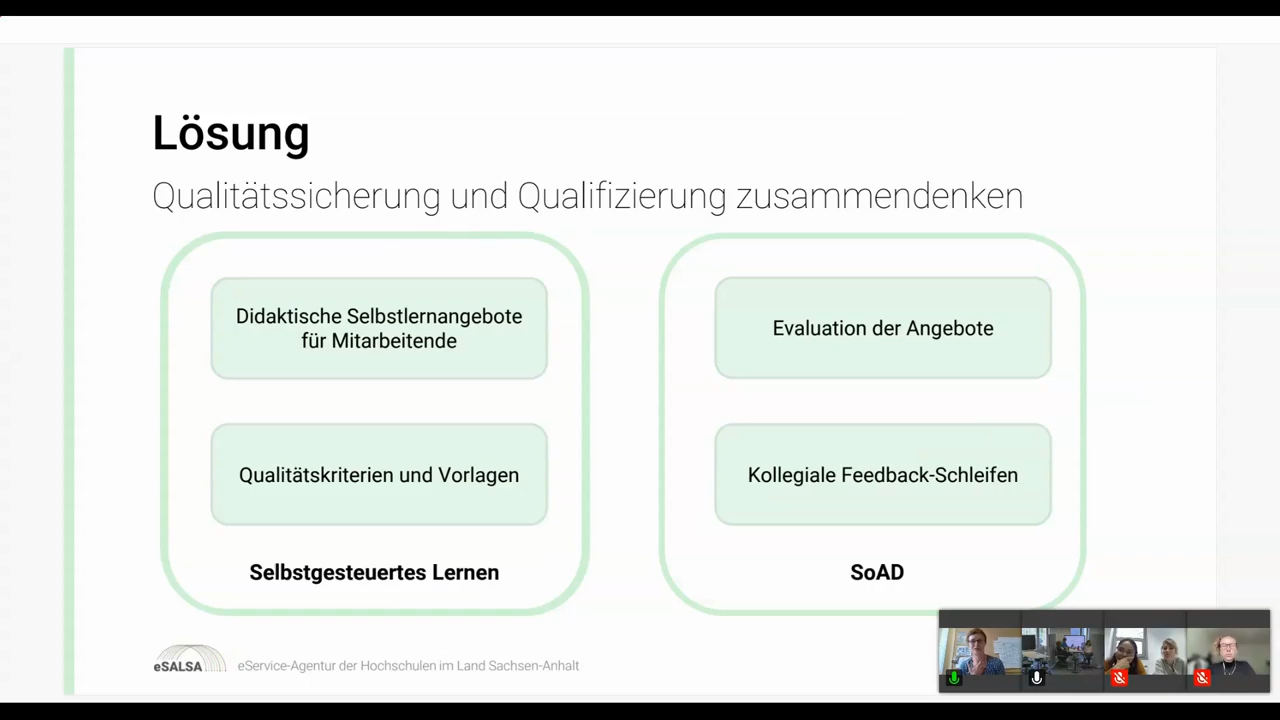 Lösung
Qualitätssicherung und Qualifizierung zusammendenken
Didaktische Selbstlernangebote
für Mitarbeitende
Qualitätskriterien und Vorlagen
Selbstgesteuertes Lernen
Evaluation der Angebote
Kollegiale Feedback-Schleifen
SoAD
eSALSA
eService-Agentur der Hochschulen im Land Sachsen-Anhalt